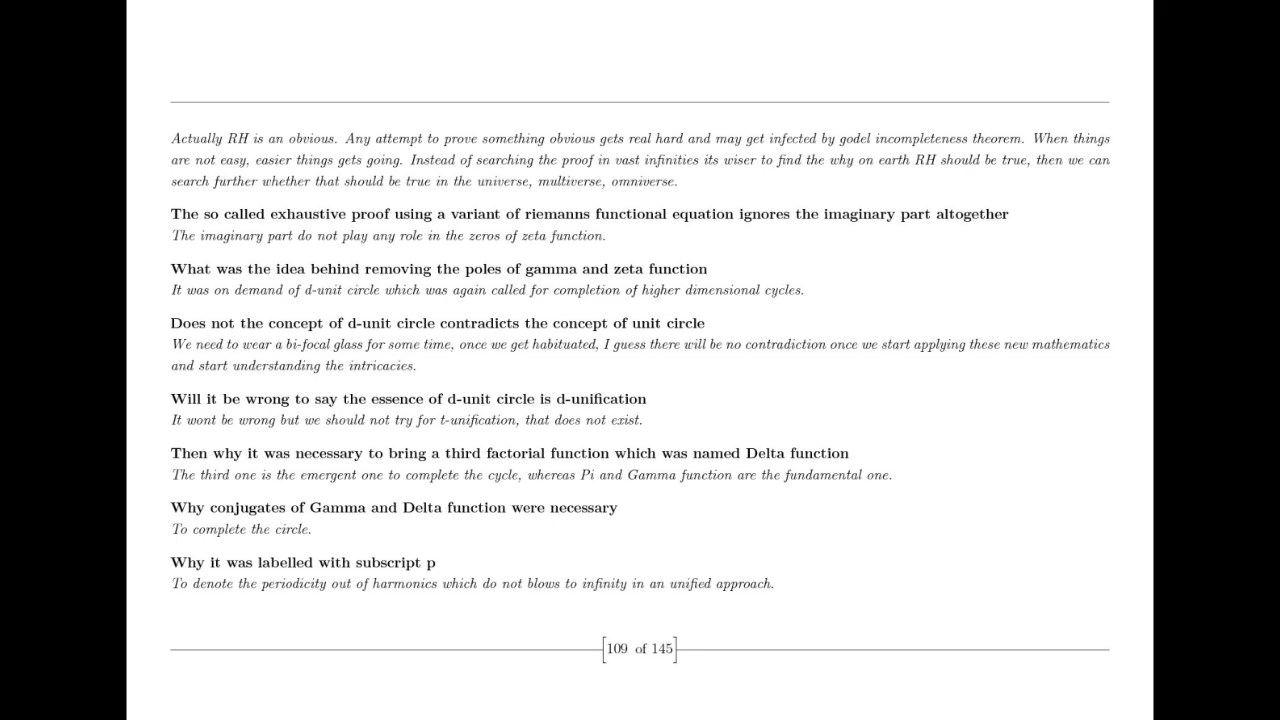 Actually RH is an obvious. Any attempt to prove something obvious gets real hard and may get infected by godel incompleteness theorem. When things
are not easy, easier things gets going. Instead of searching the proof in vast infinities its wiser to find the why on earth RH should be true, then we can
search further whether that should be true in the universe, multiverse, omniverse.
The so called exhaustive proof using a variant of riemanns functional equation ignores the imaginary part altogether
The imaginary part do not play any role in the zeros of zeta function.
What was the idea behind removing the poles of gamma and zeta function
It was on demand of d-unit circle which was again called for completion of higher dimensional cycles.
Does not the concept of d-unit circle contradicts the concept of unit circle
We need to wear a bi-focal glass for some time, once we get habituated, I guess there will be no contradiction once we start applying these new mathematics
and start understanding the intricacies.
Will it be wrong to say the essence of d-unit circle is d-unification
It wont be wrong but we should not try for t-unification, that does not exist.
Then why it was necessary to bring a third factorial function which was named Delta function
The third one is the emergent one to complete the cycle, whereas Pi and Gamma function are the fundamental one.
Why conjugates of Gamma and Delta function were necessary
To complete the circle.
Why it was labelled with subscript p
To denote the periodicity out of harmonics which do not blows to infinity in an unified approach.
109 of 145